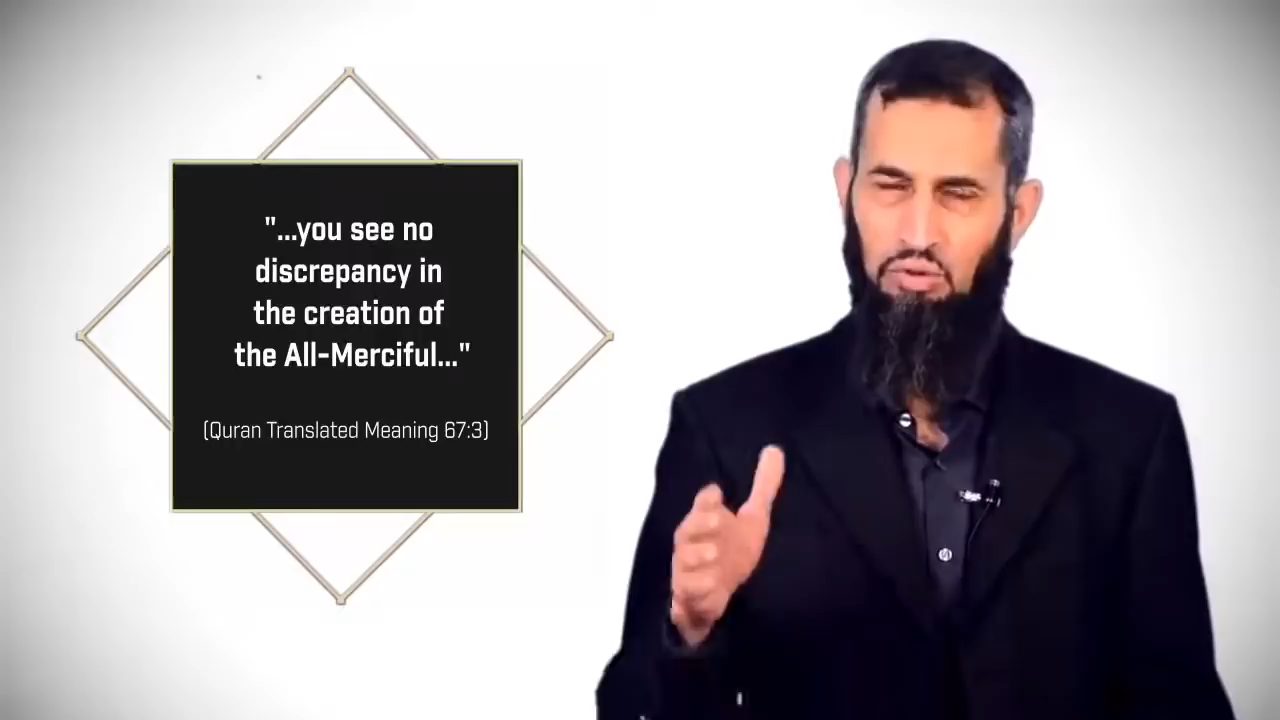 "...you see no
discrepancy in
the creation of
the All-Merciful..."
(Quran Translated Meaning 67:3)